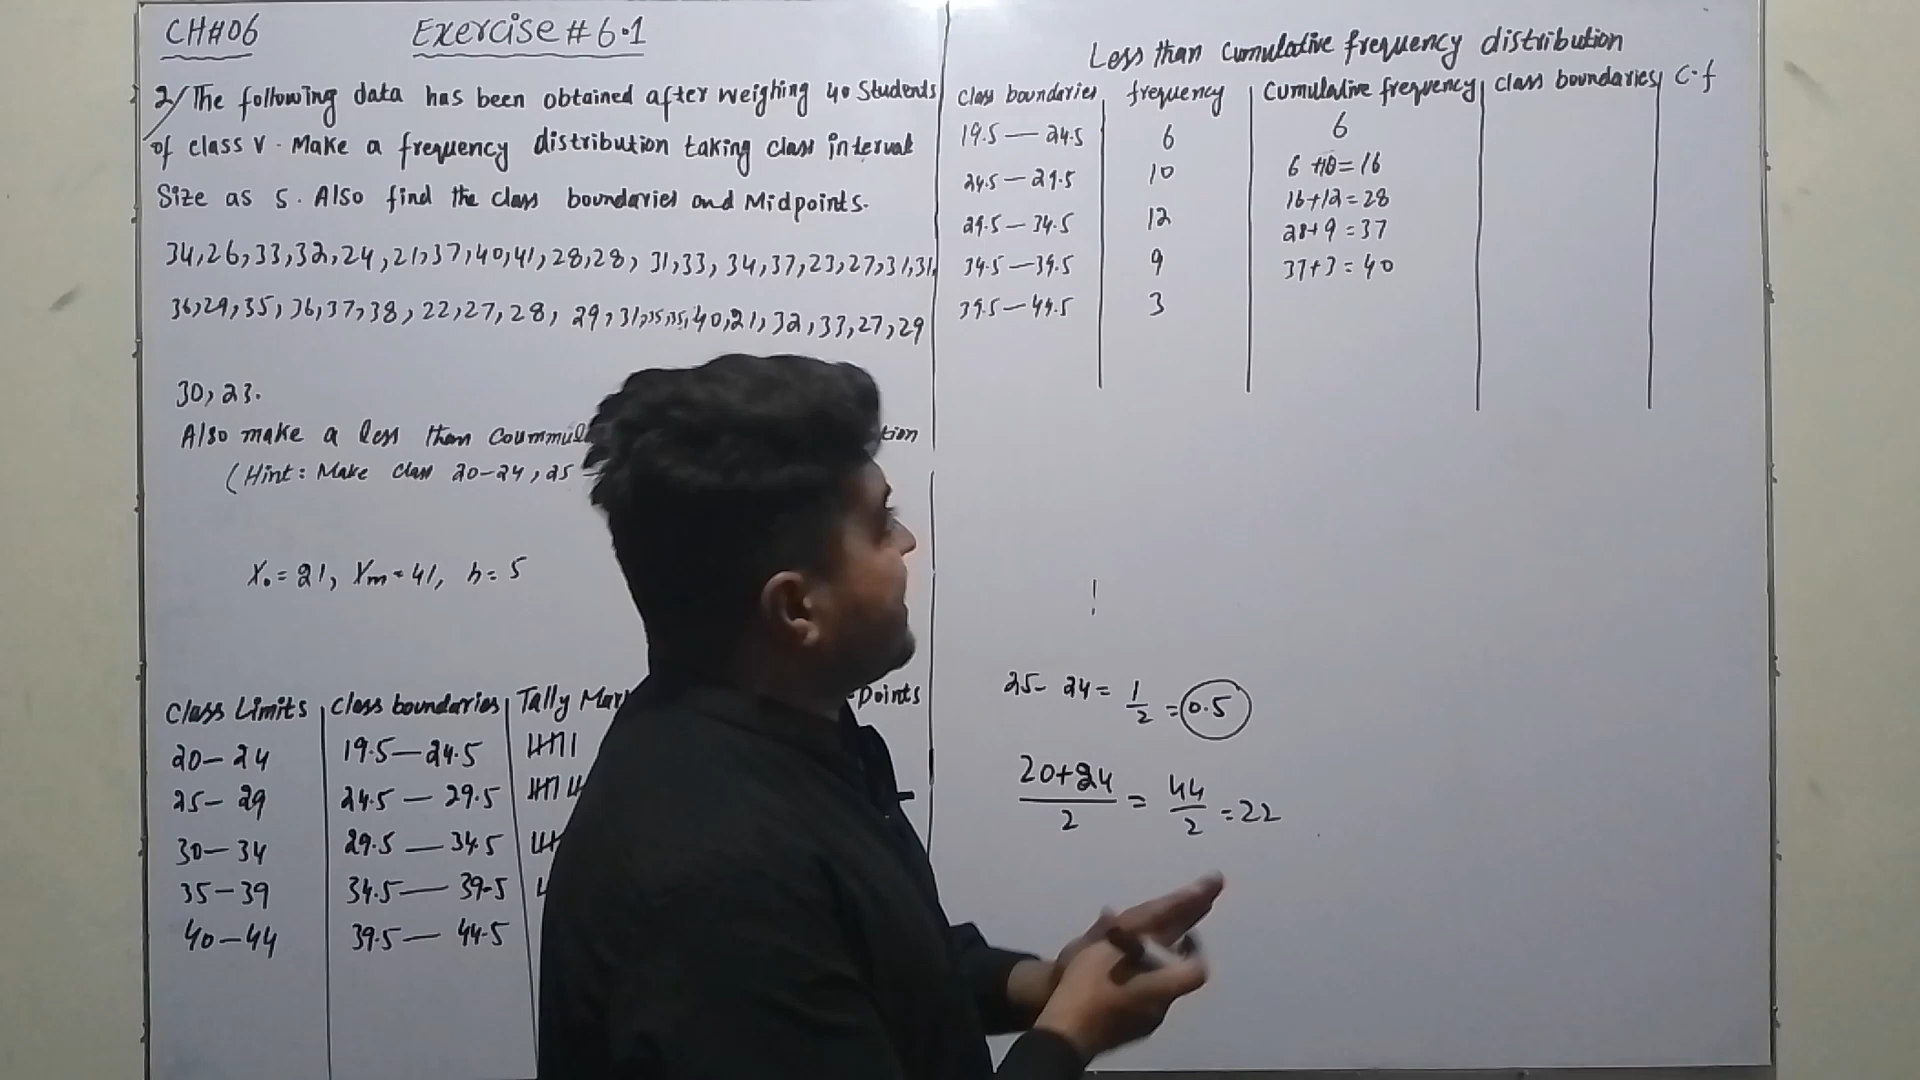 CH#06 Exercise # 6.1
2/ The following data has been obtained after weighing 40 students
of class V. Make a frequency distribution taking class interval
Size as 5. Also find the class boundaries and Midpoints.
34,26,33,32,24,21,37,40,41,28,28, 31,33, 34,37,23,27,31,31,
36,29,35, 36,37,38, 22,27,28, 29,31,35,35,40,21,32,33,27,29
30,23.
Also make a less than
(Hint: Make class 20-24, 25
X₀ = 21, Xm = 41, h = 5
Class Limits class boundaries Tally Points
20-24 19.5-24.5
25-29 24.5-29.5
30-34 29.5-34.5
35-39 34.5-39.5
40-44 39.5-44.5
Less than cumulative frequency distribution
class boundaries frequency cumulative frequency class boundaries C.f
19.5-24.5 6 6
24.5-29.5 10 6+10=16
29.5-34.5 12 16+12=28
34.5-39.5 9 28+9=37
39.5-44.5 3 37+3=40
25-24 = 1/2 = 0.5
20+24/2 = 44/2 = 22